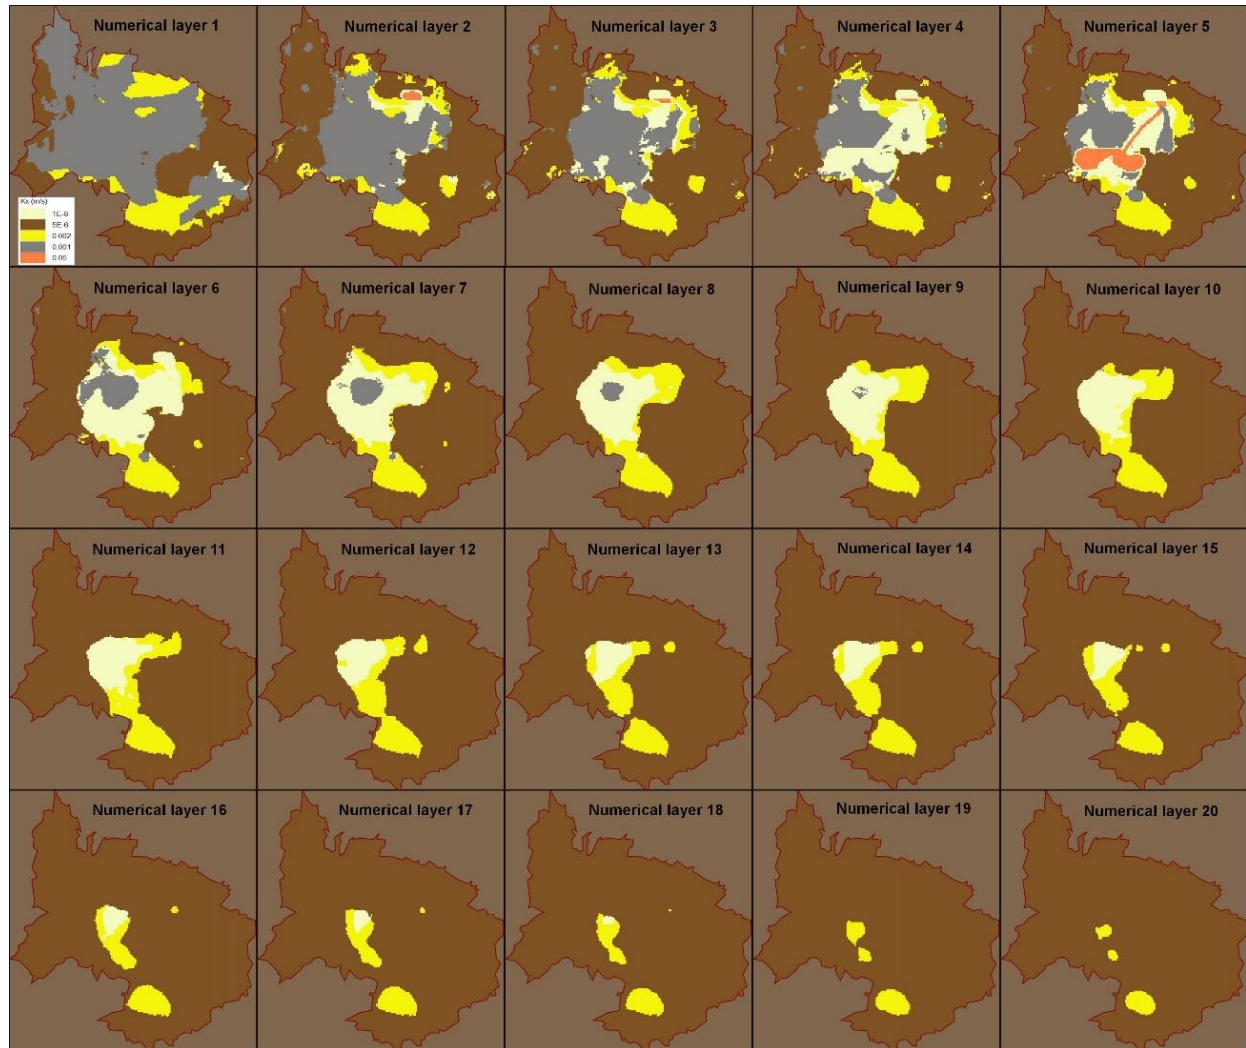 Numerical layer 1
Numerical layer 2
Numerical layer 3
Numerical layer 4
Numerical layer 5
Kx (m/s)
1E-8
5E-6
0.002
0.001
0.05
Numerical layer 6
Numerical layer 7
Numerical layer 8
Numerical layer 9
Numerical layer 10
Numerical layer 11
Numerical layer 12
Numerical layer 13
Numerical layer 14
Numerical layer 15
Numerical layer 16
Numerical layer 17
Numerical layer 18
Numerical layer 19
Numerical layer 20